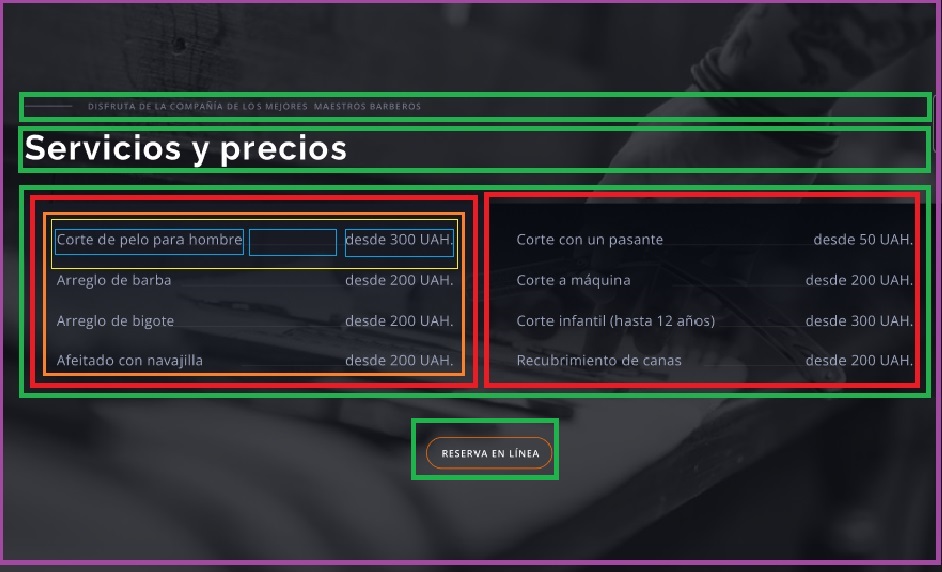 DISFRUTA DE LA COMPAÑÍA DE LOS MEJORES MAESTROS BARBEROS
Servicios y precios
Corte de pelo para hombre desde 300 UAH.
Arreglo de barba desde 200 UAH.
Arreglo de bigote desde 200 UAH.
Afeitado con navajilla desde 200 UAH.
Corte con un pasante desde 50 UAH.
Corte a máquina desde 200 UAH.
Corte infantil (hasta 12 años) desde 300 UAH.
Recubrimiento de canas desde 200 UAH.
RESERVA EN LÍNEA